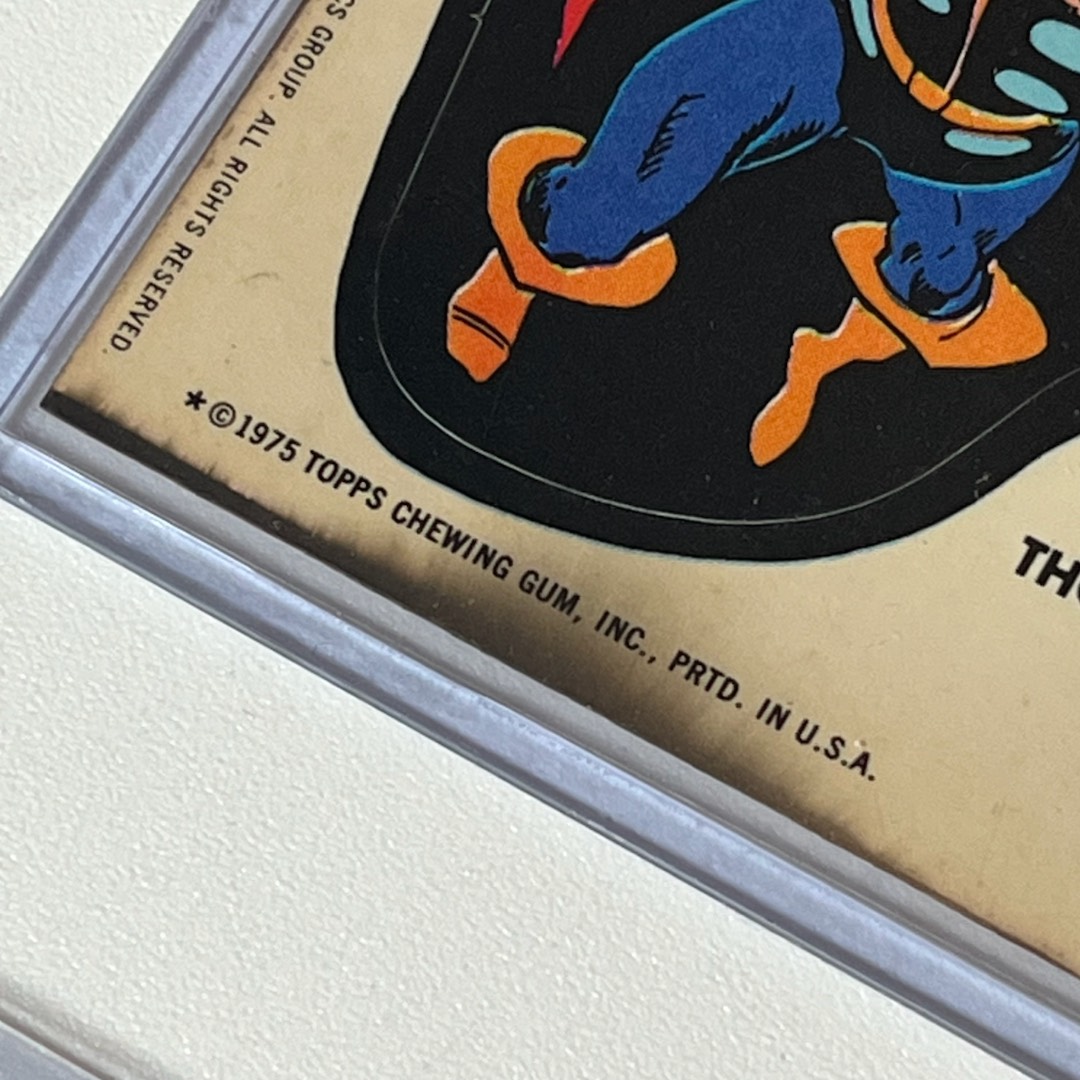 GROUP. ALL RIGHTS RESERVED.
*©1975 TOPPS CHEWING GUM, INC., PRTD. IN U.S.A.